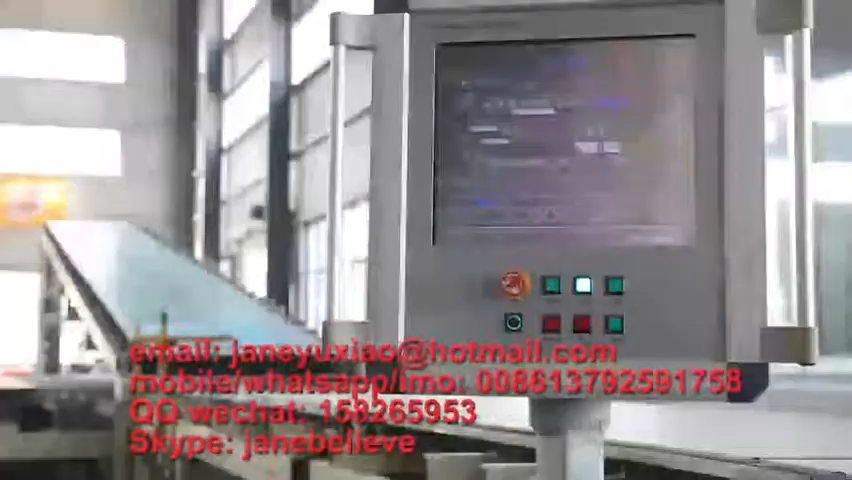 email: janeyuxiao@hotmail.com
mobile/whatsapp/imo: 008613792591758
QQ wechat: 158265953
Skype: janebelieve